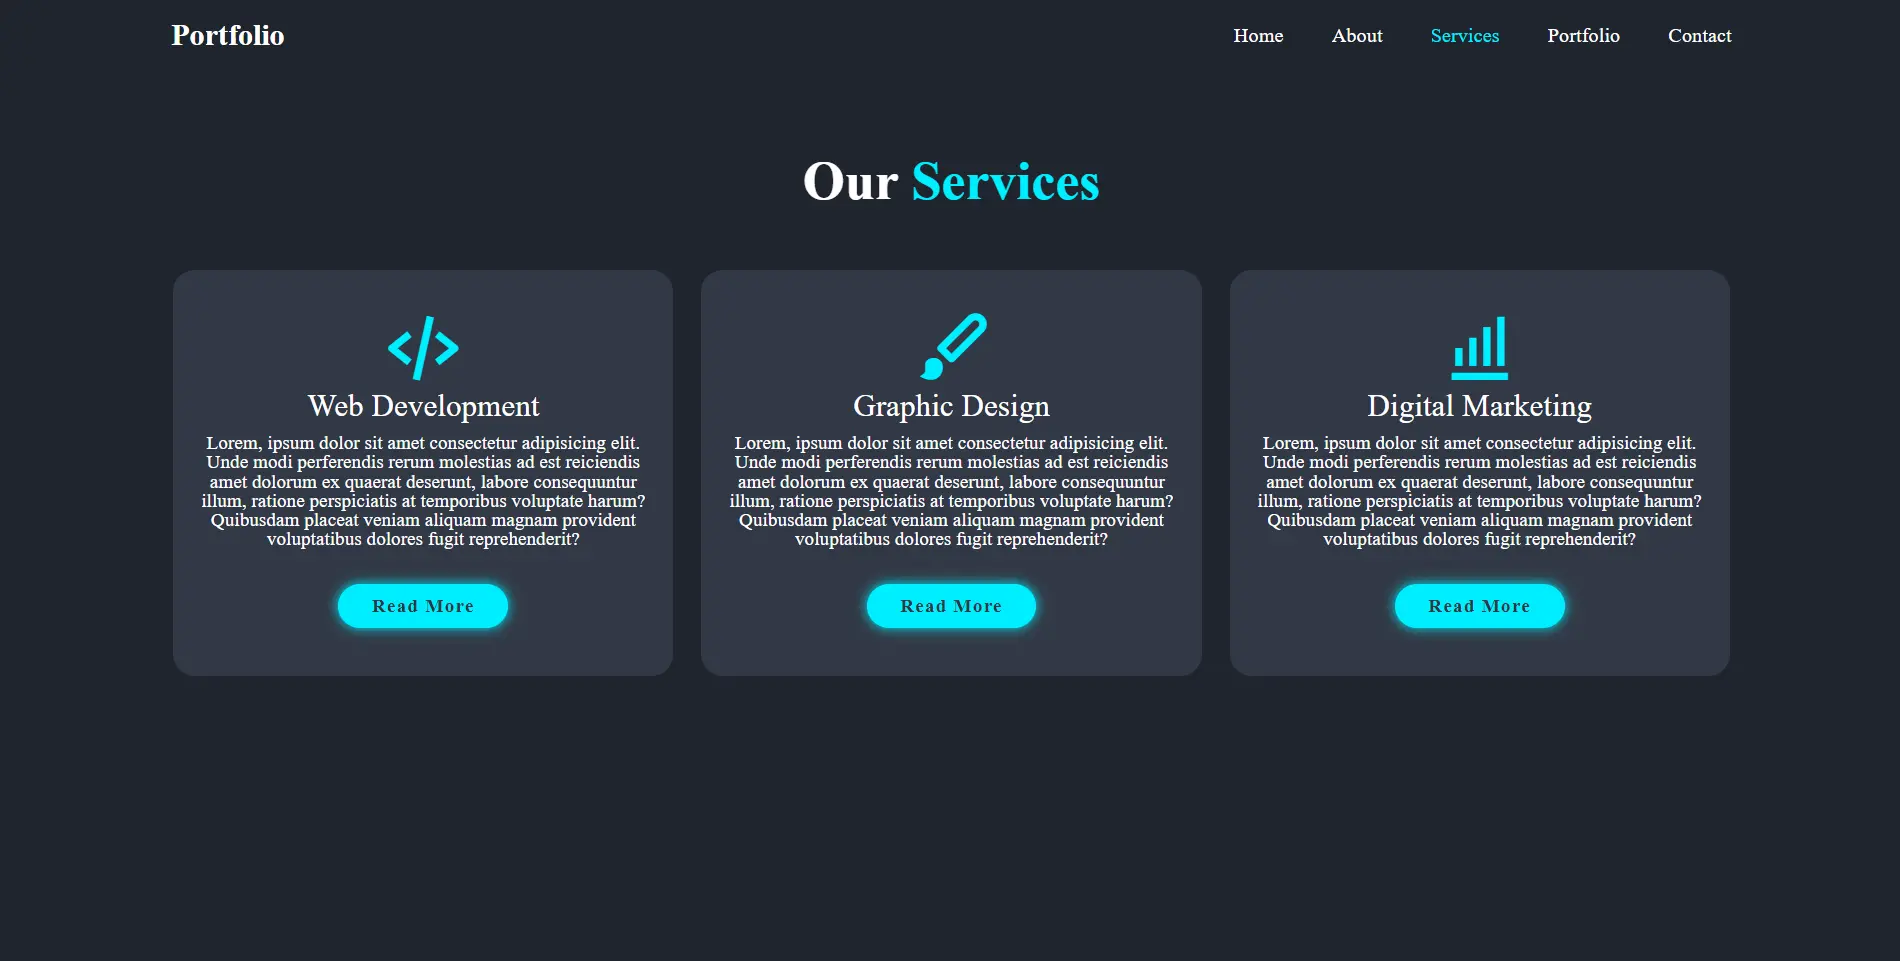 Portfolio
Home About Services Portfolio Contact
Our Services
Web Development
Lorem, ipsum dolor sit amet consectetur adipisicing elit.
Unde modi perferendis rerum molestias ad est reiciendis
amet dolorum ex quaerat deserunt, labore consequuntur
illum, ratione perspiciatis at temporibus voluptate harum?
Quibusdam placeat veniam aliquam magnam provident
voluptatibus dolores fugit reprehenderit?
Read More
Graphic Design
Lorem, ipsum dolor sit amet consectetur adipisicing elit.
Unde modi perferendis rerum molestias ad est reiciendis
amet dolorum ex quaerat deserunt, labore consequuntur
illum, ratione perspiciatis at temporibus voluptate harum?
Quibusdam placeat veniam aliquam magnam provident
voluptatibus dolores fugit reprehenderit?
Read More
Digital Marketing
Lorem, ipsum dolor sit amet consectetur adipisicing elit.
Unde modi perferendis rerum molestias ad est reiciendis
amet dolorum ex quaerat deserunt, labore consequuntur
illum, ratione perspiciatis at temporibus voluptate harum?
Quibusdam placeat veniam aliquam magnam provident
voluptatibus dolores fugit reprehenderit?
Read More